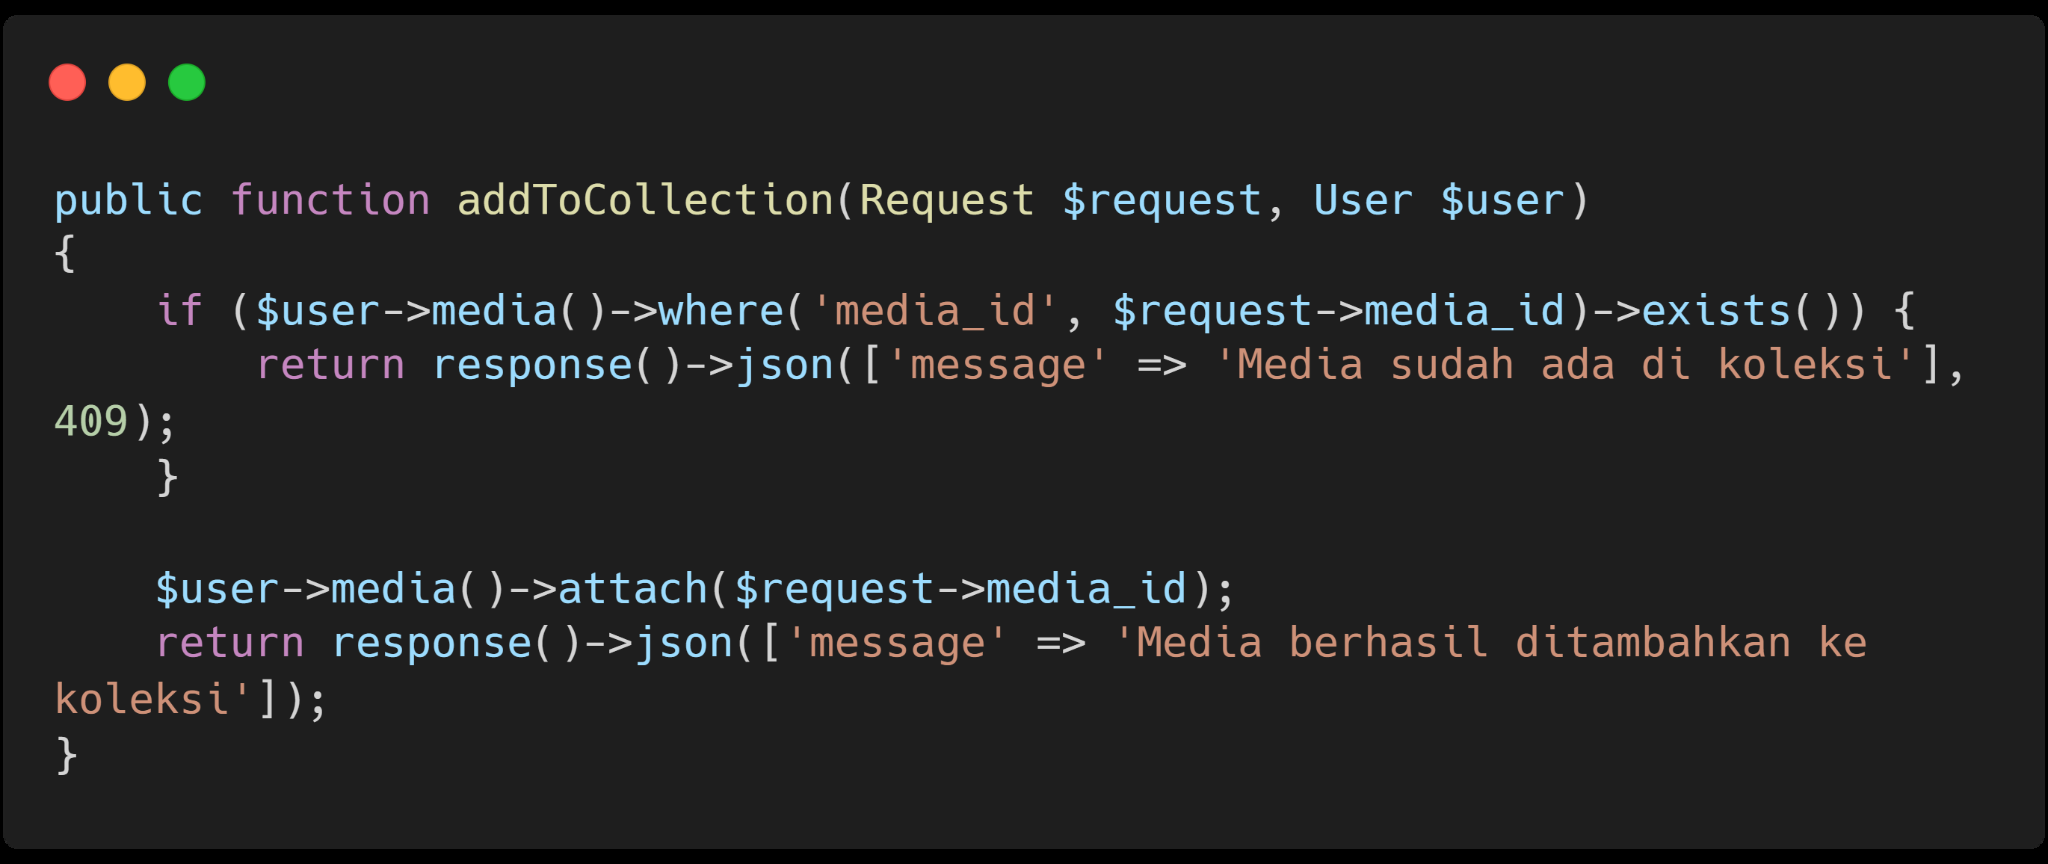 public function addToCollection(Request $request, User $user)
{
    if ($user->media()->where('media_id', $request->media_id)->exists()) {
        return response()->json(['message' => 'Media sudah ada di koleksi'],
409);
    }

    $user->media()->attach($request->media_id);
    return response()->json(['message' => 'Media berhasil ditambahkan ke
koleksi']);
}